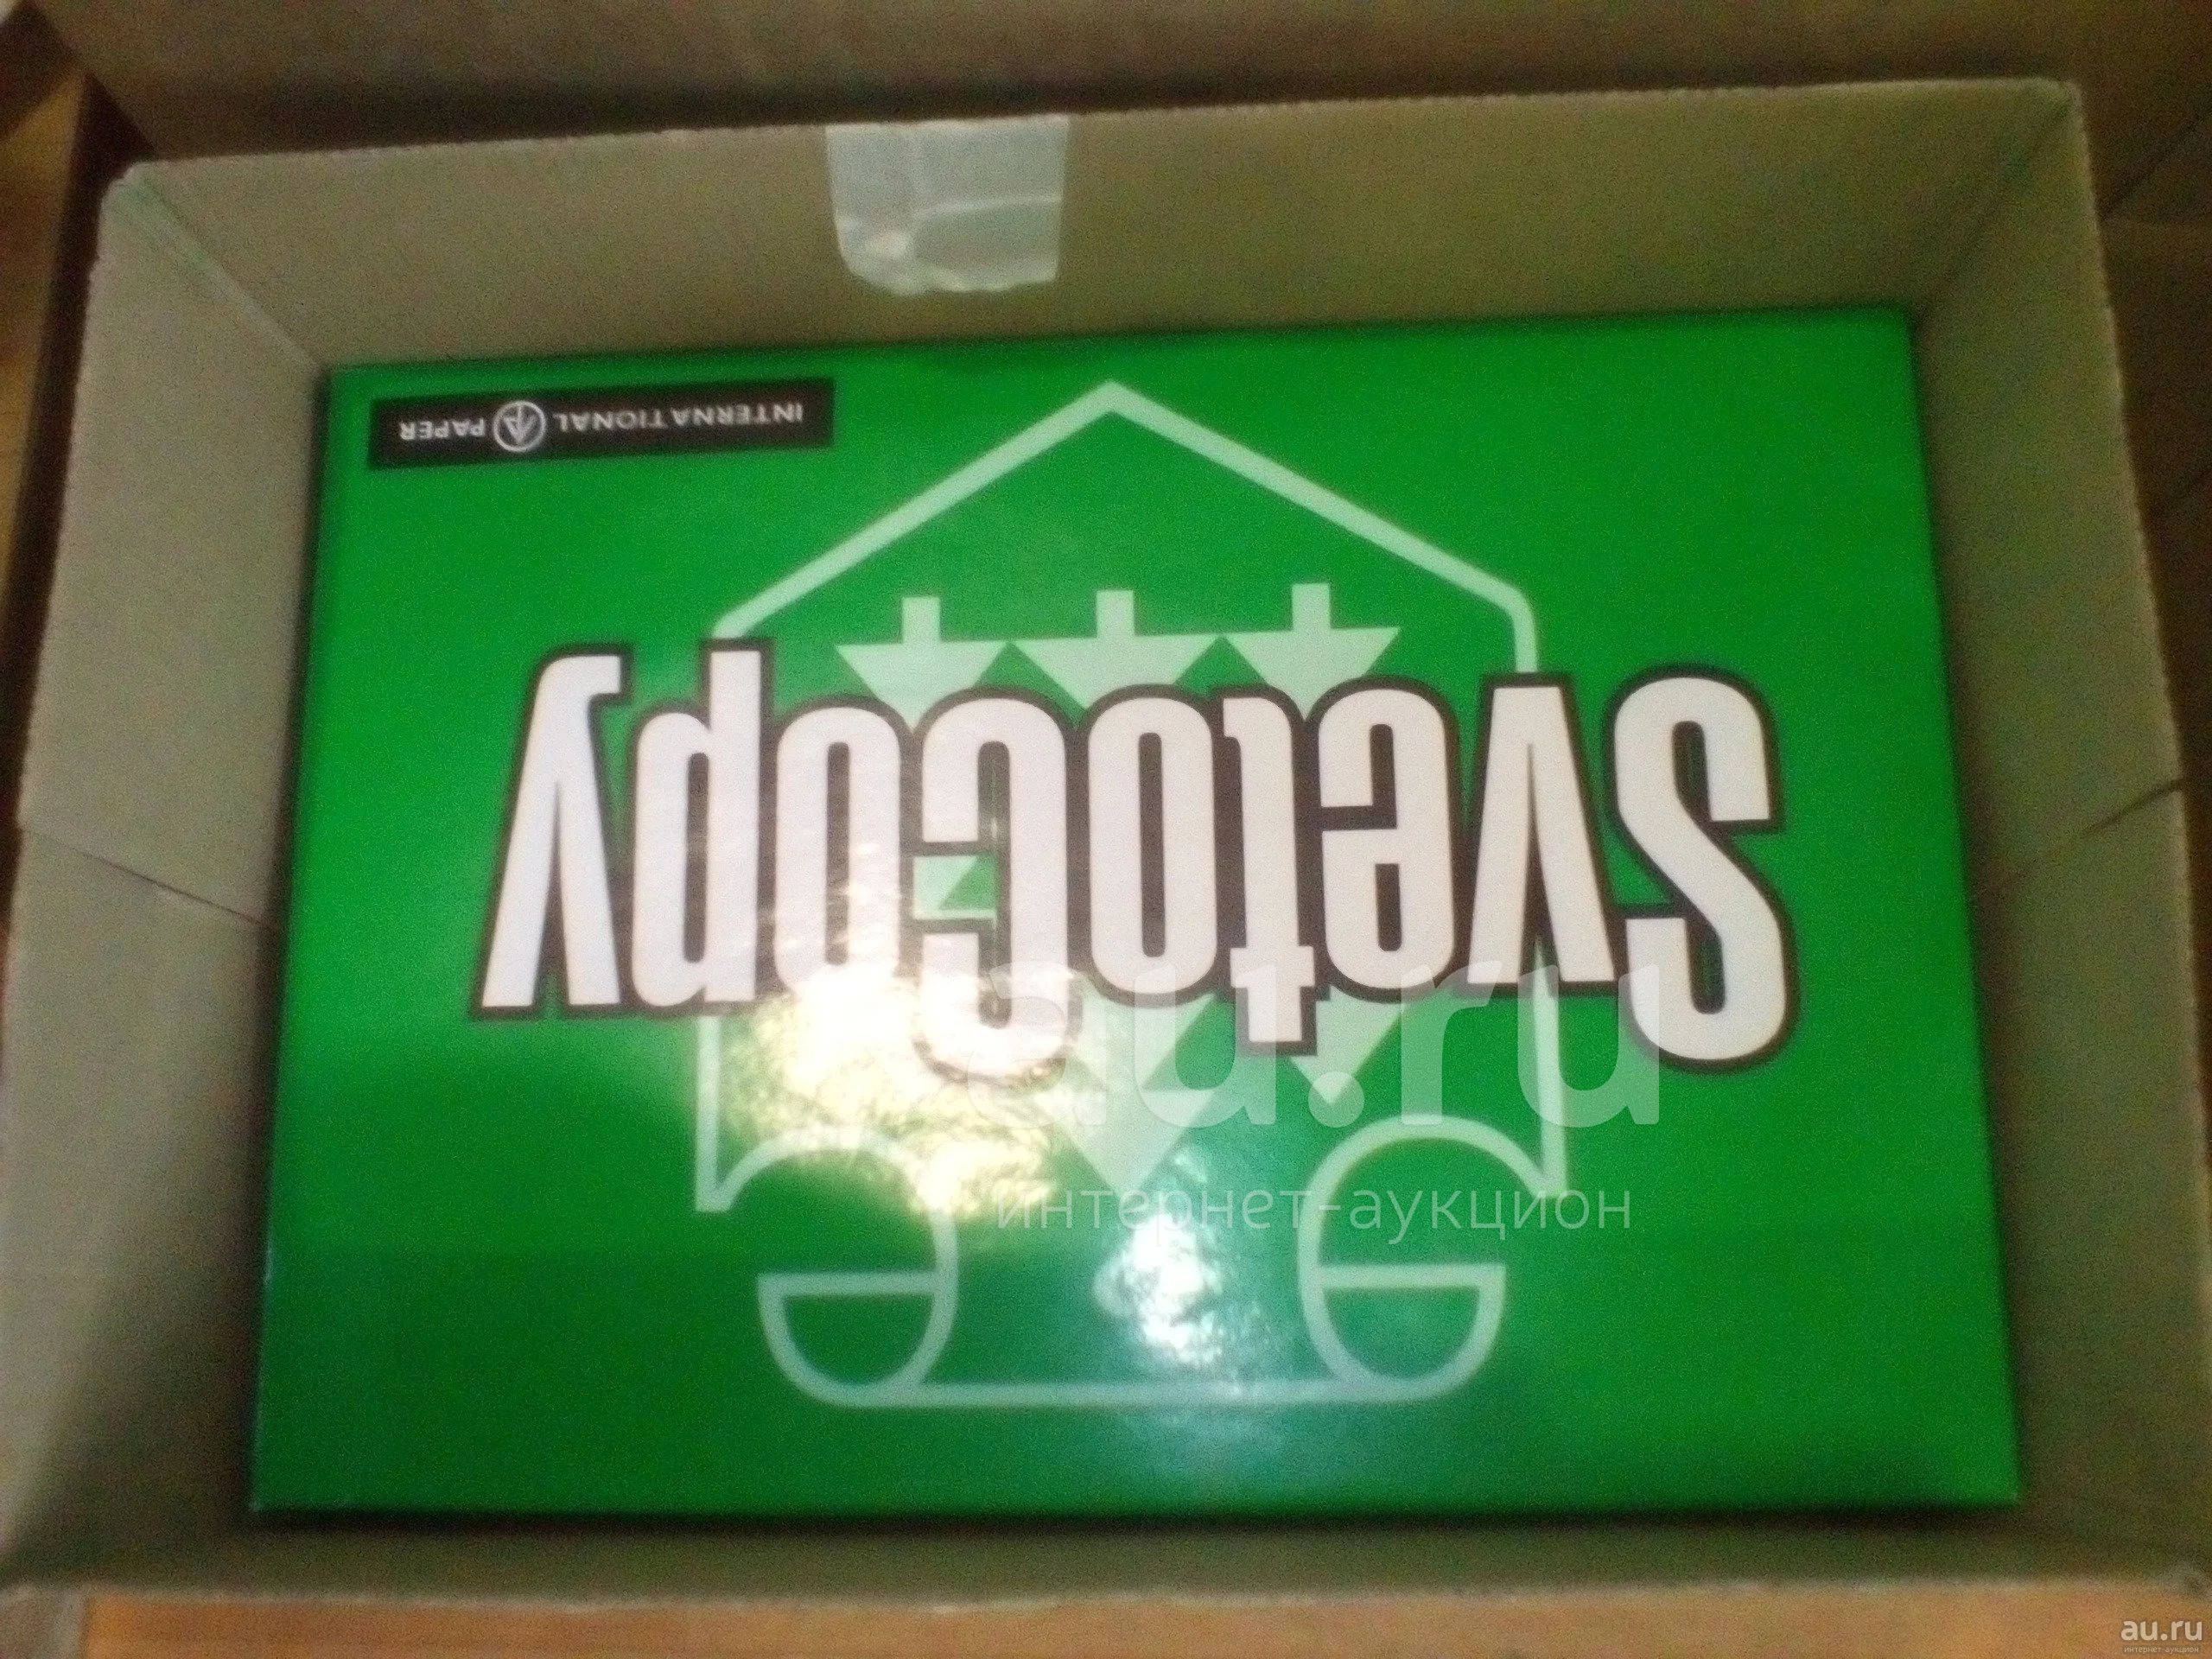 SvetoCopy
INTERNATIONAL PAPER
au.ru
интернет-аукцион
au.ru
интернет-аукцион